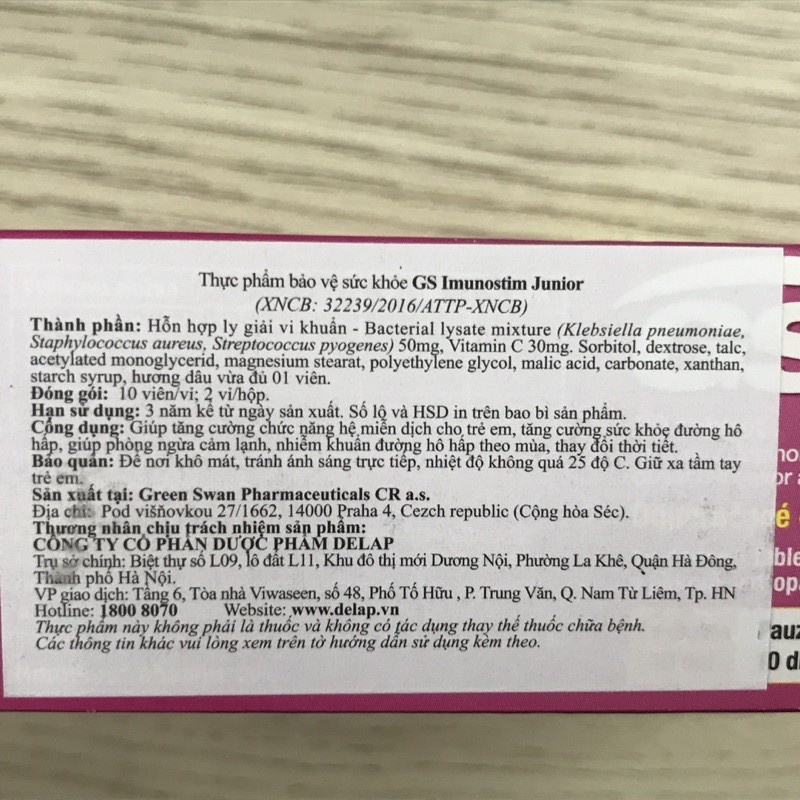 Thực phẩm bảo vệ sức khỏe GS Imunostim Junior
(XNCB: 32239/2016/ATTP-XNCB)
Thành phần: Hỗn hợp ly giải vi khuẩn - Bacterial lysate mixture (Klebsiella pneumoniae,
Staphylococcus aureus, Streptococcus pyogenes) 50mg, Vitamin C 30mg. Sorbitol, dextrose, talc,
acetylated monoglycerid, magnesium stearat, polyethylene glycol, malic acid, carbonate, xanthan,
starch syrup, hương dâu vừa đủ 01 viên.
Đóng gói: 10 viên/vỉ; 2 vỉ/hộp.
Hạn sử dụng: 3 năm kể từ ngày sản xuất. Số lô và HSD in trên bao bì sản phẩm.
Công dụng: Giúp tăng cường chức năng hệ miễn dịch cho trẻ em, tăng cường sức khỏe đường hô
hấp, giúp phòng ngừa cảm lạnh, nhiễm khuẩn đường hô hấp theo mùa, thay đổi thời tiết.
Bảo quản: Để nơi khô mát, tránh ánh sáng trực tiếp, nhiệt độ không quá 25 độ C. Giữ xa tầm tay
trẻ em.
Sản xuất tại: Green Swan Pharmaceuticals CR a.s.
Địa chỉ: Pod višňovkou 27/1662, 14000 Praha 4, Cezch republic (Cộng hòa Séc).
Thương nhân chịu trách nhiệm sản phẩm:
CÔNG TY CỔ PHẦN DƯỢC PHẨM DELAP
Trụ sở chính: Biệt thự số L09, lô đất L11, Khu đô thị mới Dương Nội, Phường La Khê, Quận Hà Đông,
Thành phố Hà Nội.
VP giao dịch: Tầng 6, Tòa nhà Viwaseen, số 48, Phố Tố Hữu , P. Trung Văn, Q. Nam Từ Liêm, Tp. HN
Hotline: 1800 8070 Website: www.delap.vn
Thực phẩm này không phải là thuốc và không có tác dụng thay thế thuốc chữa bệnh.
Các thông tin khác vui lòng xem trên tờ hướng dẫn sử dụng kèm theo.